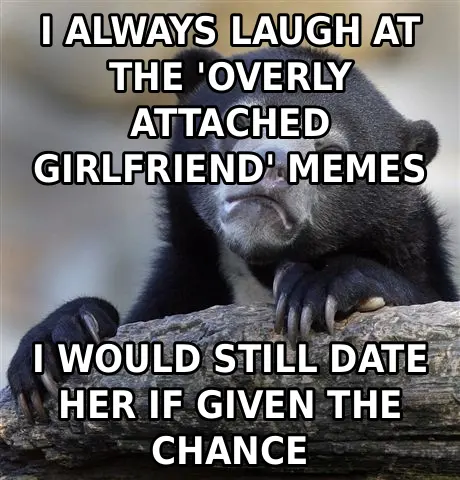 I ALWAYS LAUGH AT
THE 'OVERLY
ATTACHED
GIRLFRIEND' MEMES
I WOULD STILL DATE
HER IF GIVEN THE
CHANCE